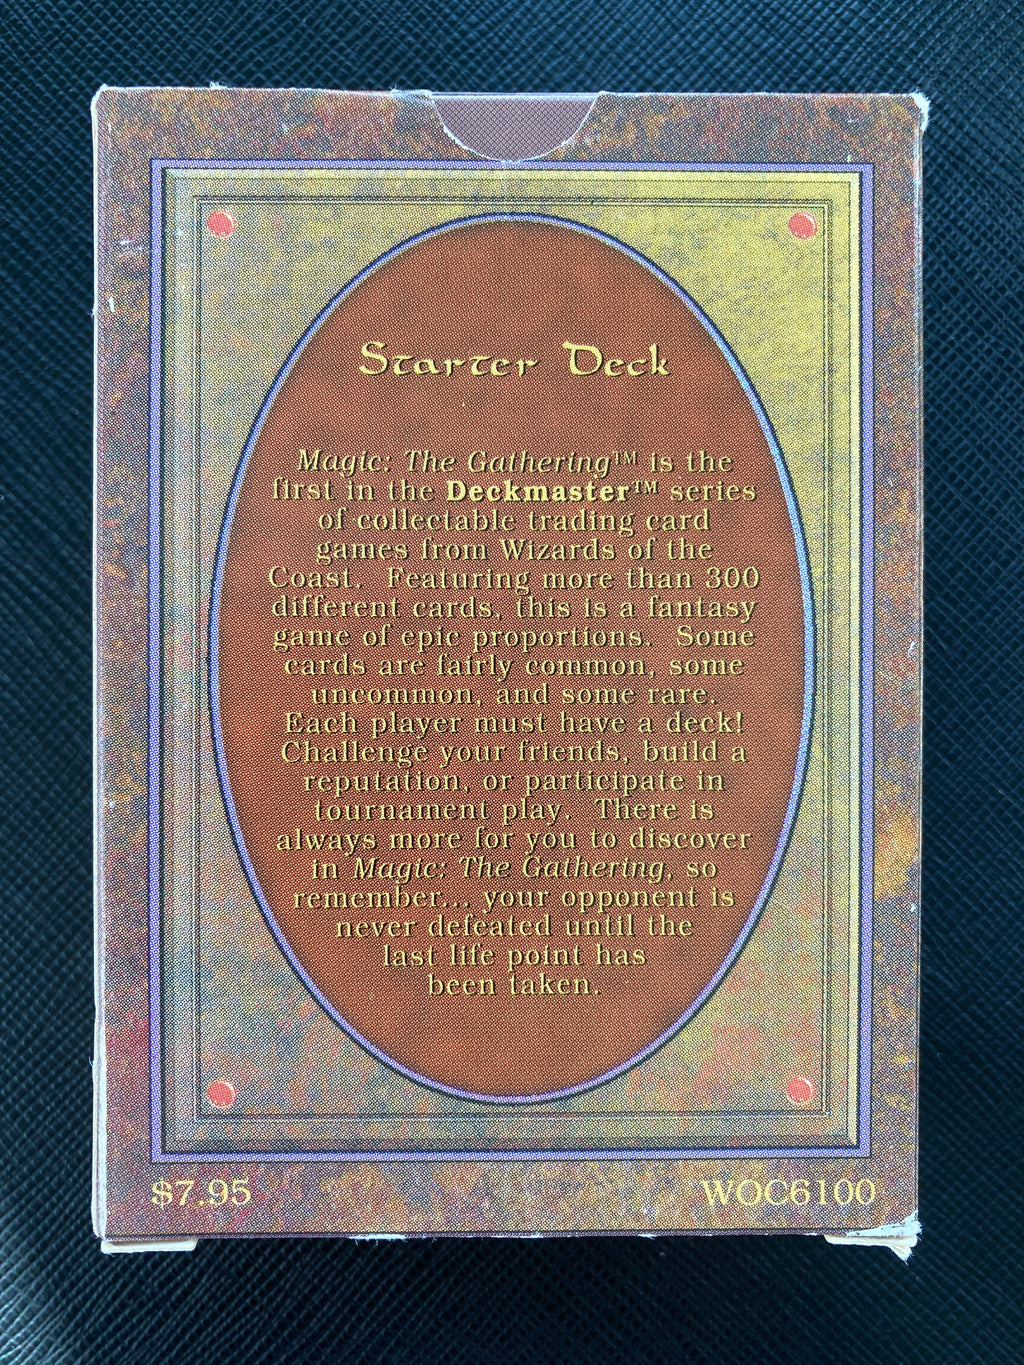 Starter Deck
Magic: The Gathering™ is the
first in the Deckmaster™ series
of collectable trading card
games from Wizards of the
Coast.  Featuring more than 300
different cards, this is a fantasy
game of epic proportions.  Some
cards are fairly common, some
uncommon, and some rare.
Each player must have a deck!
Challenge your friends, build a
reputation, or participate in
tournament play.  There is
always more for you to discover
in Magic: The Gathering, so
remember... your opponent is
never defeated until the
last life point has
been taken.
$7.95
WOC6100